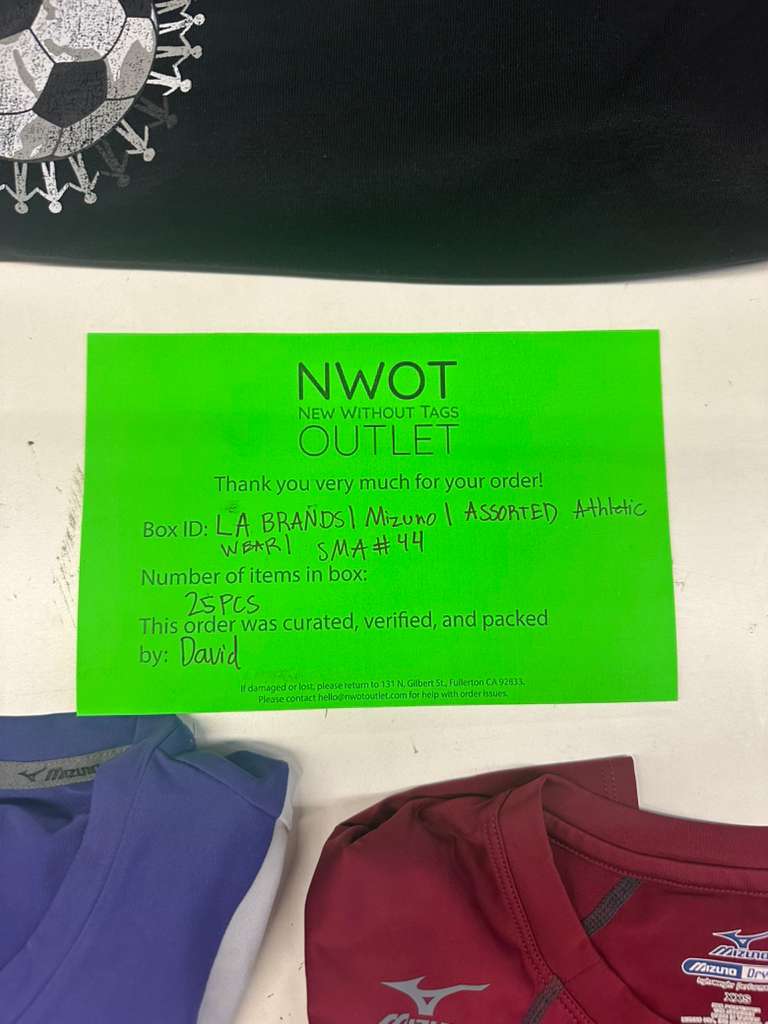 NWOT
NEW WITHOUT TAGS
OUTLET
Thank you very much for your order!
Box ID: LA BRAÑDS | Mizuno | ASSORTED Athletic
WEAR | SMA # 44
Number of items in box:
25 PCS
This order was curated, verified, and packed
by: David
If damaged or lost, please return to 131 N. Gilbert St., Fullerton CA 92833.
Please contact hello@nwotoutlet.com for help with order issues.
MIZUNO
MIZUNO
MIZUNO
MIZUNO Dry
XXS